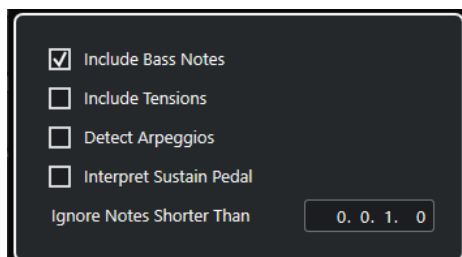 Include Bass Notes
Include Tensions
Detect Arpeggios
Interpret Sustain Pedal
Ignore Notes Shorter Than 0. 0. 1. 0